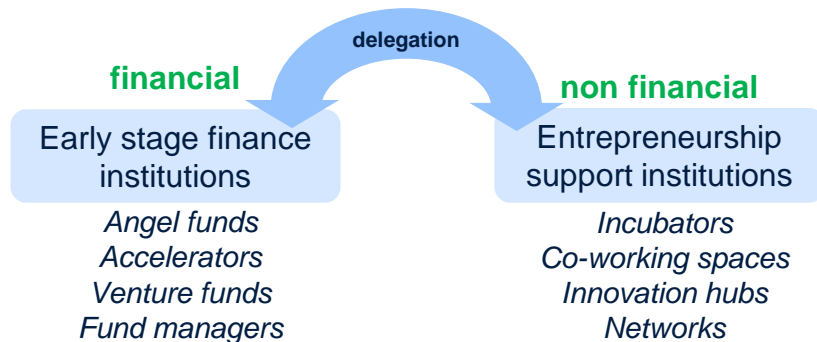 delegation
financial
non financial
Early stage finance
institutions
Entrepreneurship
support institutions
Angel funds
Accelerators
Venture funds
Fund managers
Incubators
Co-working spaces
Innovation hubs
Networks